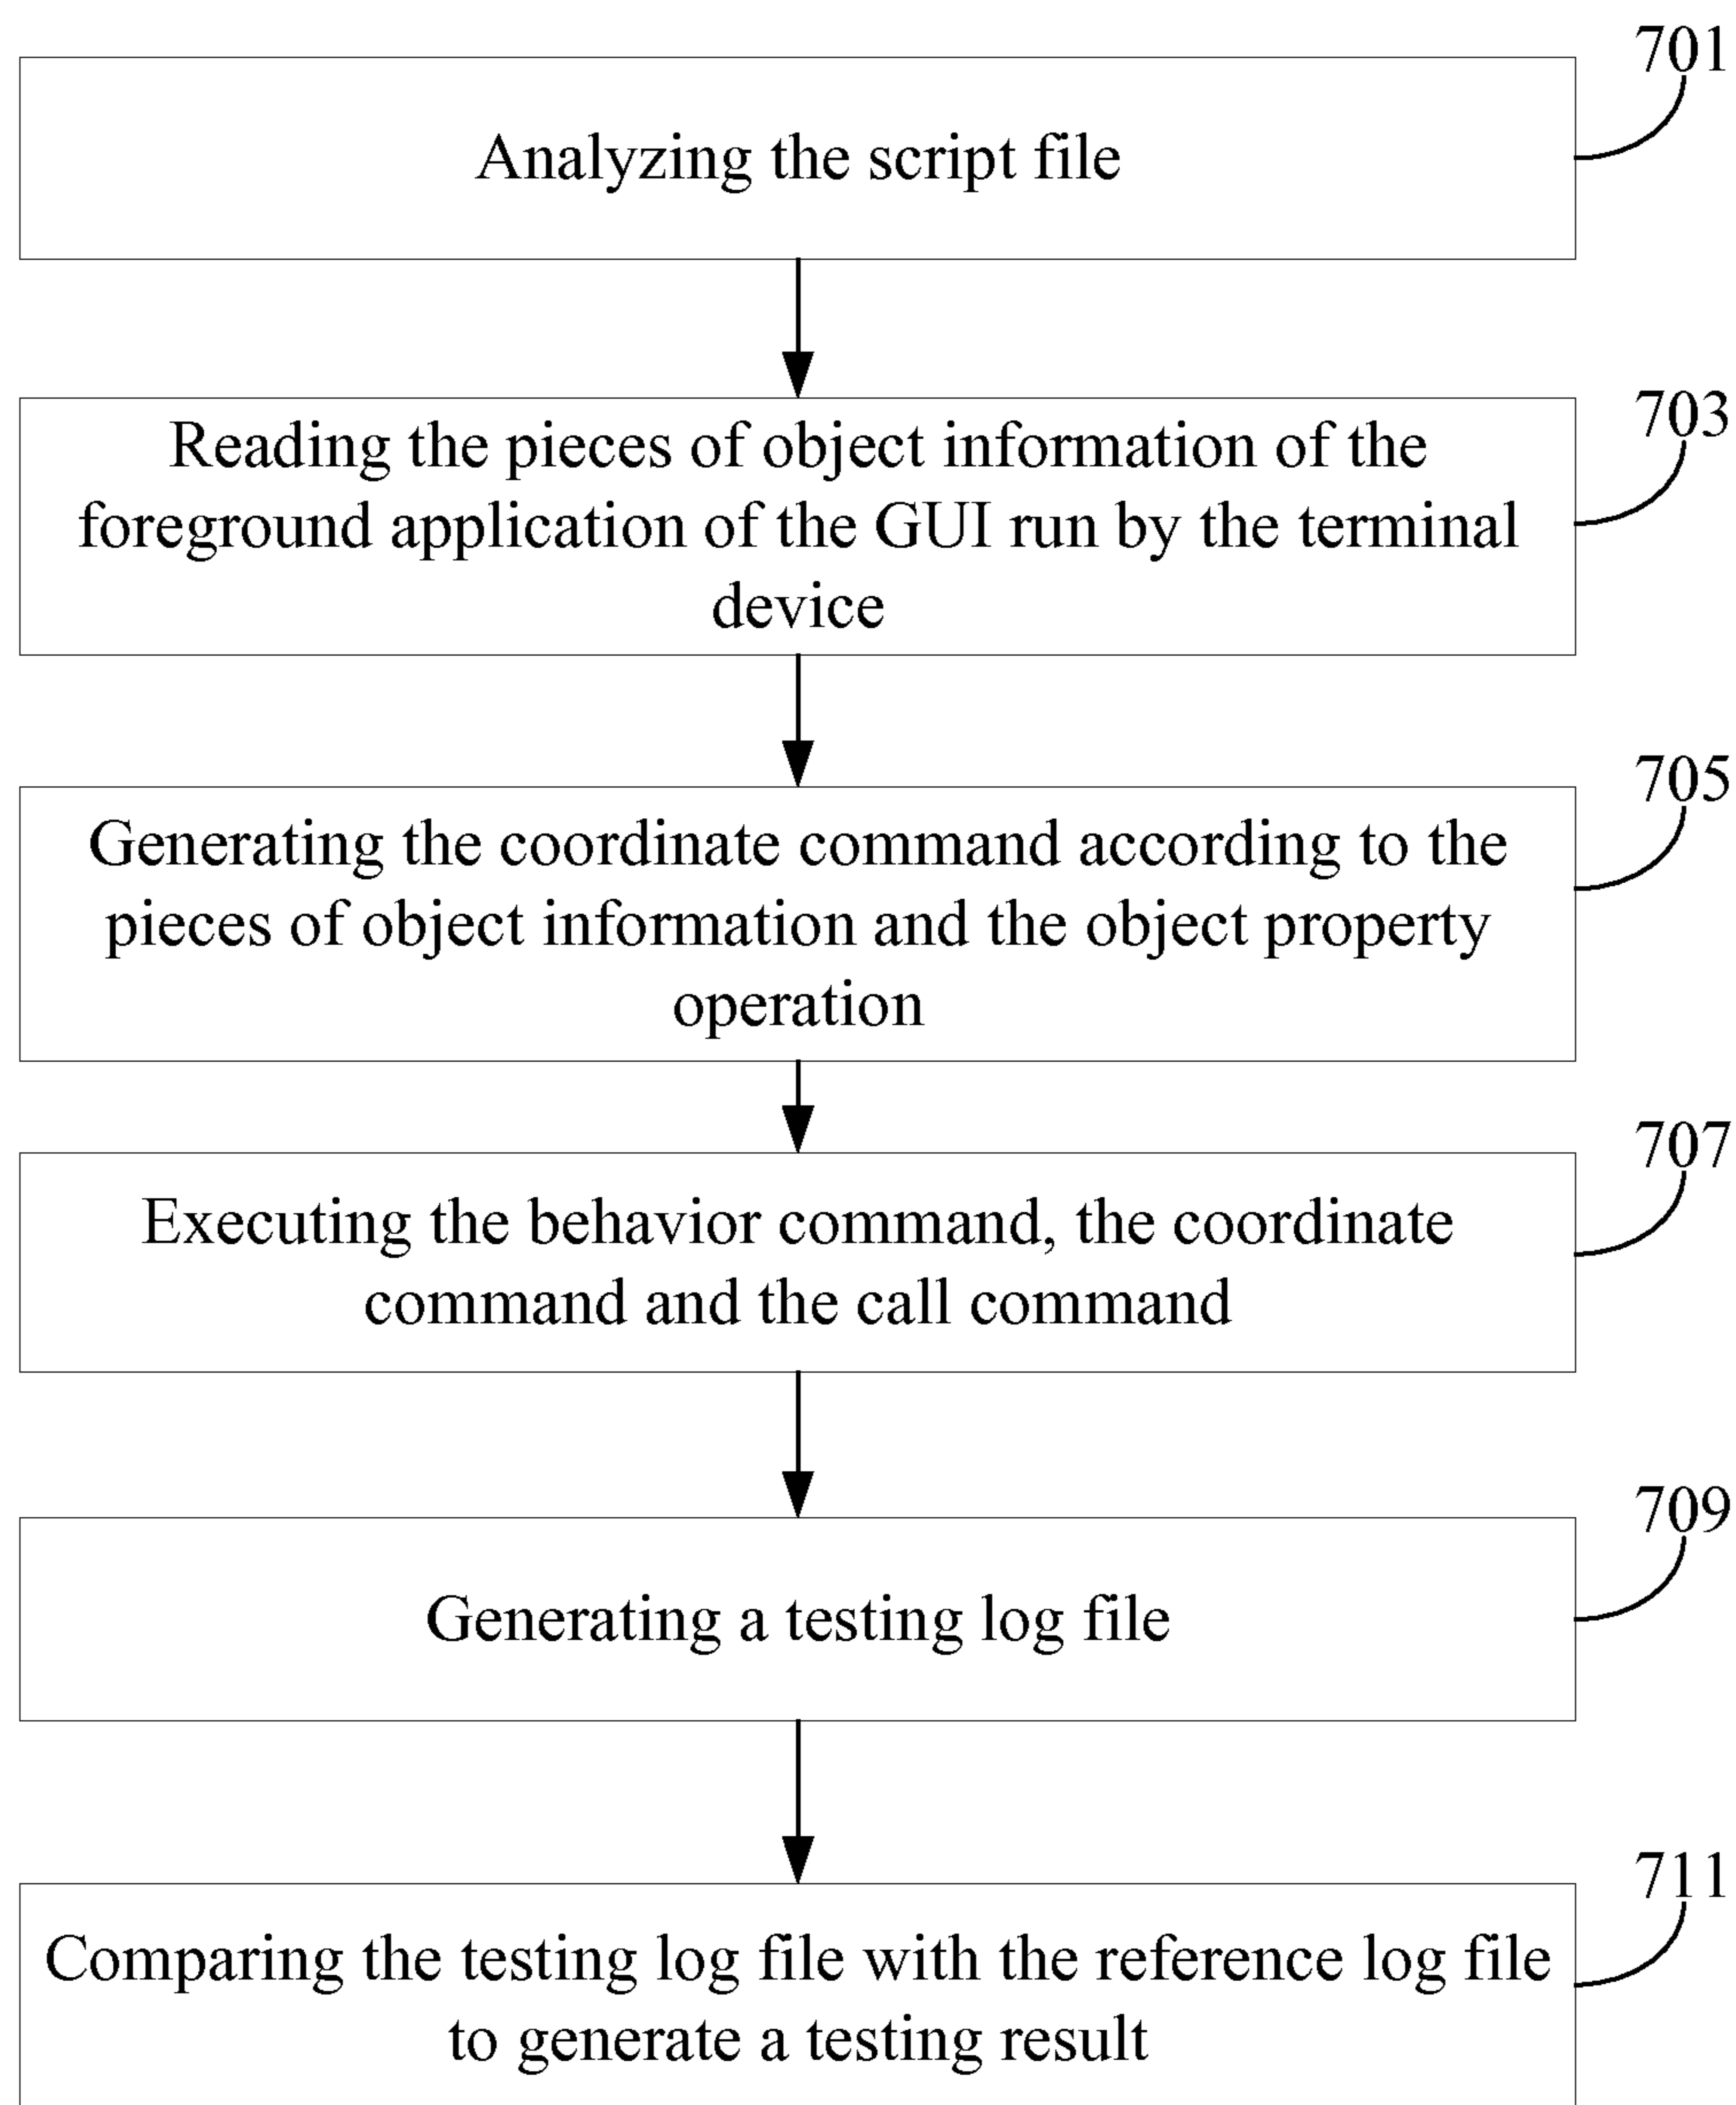 701
Analyzing the script file
703
Reading the pieces of object information of the
foreground application of the GUI run by the terminal
device
705
Generating the coordinate command according to the
pieces of object information and the object property
operation
707
Executing the behavior command, the coordinate
command and the call command
709
Generating a testing log file
711
Comparing the testing log file with the reference log file
to generate a testing result